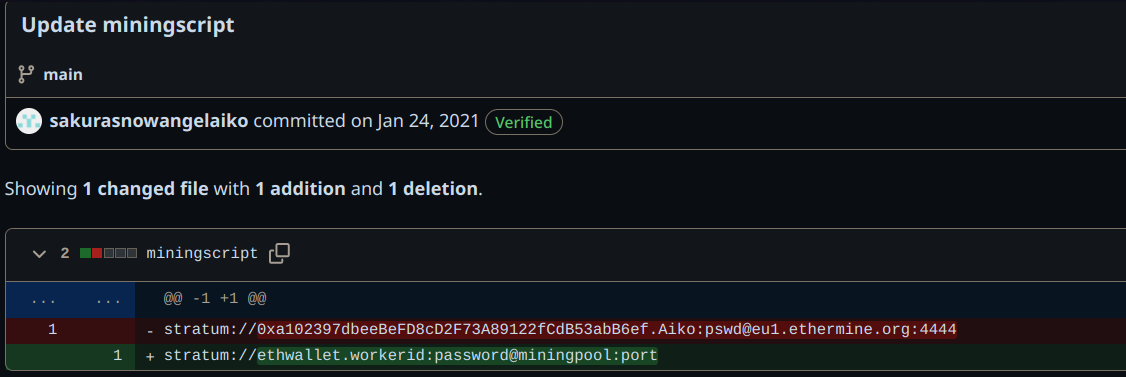 Update miningscript
main
sakurasnowangelaiko committed on Jan 24, 2021 Verified
Showing 1 changed file with 1 addition and 1 deletion.
2 miningscript
... ... @@ -1 +1 @@
1 - stratum://0xa102397dbeeBeFD8cD2F73A89122fCdB53abB6ef.Aiko:pswd@eu1.ethermine.org:4444
1 + stratum://ethwallet.workerid:password@miningpool:port